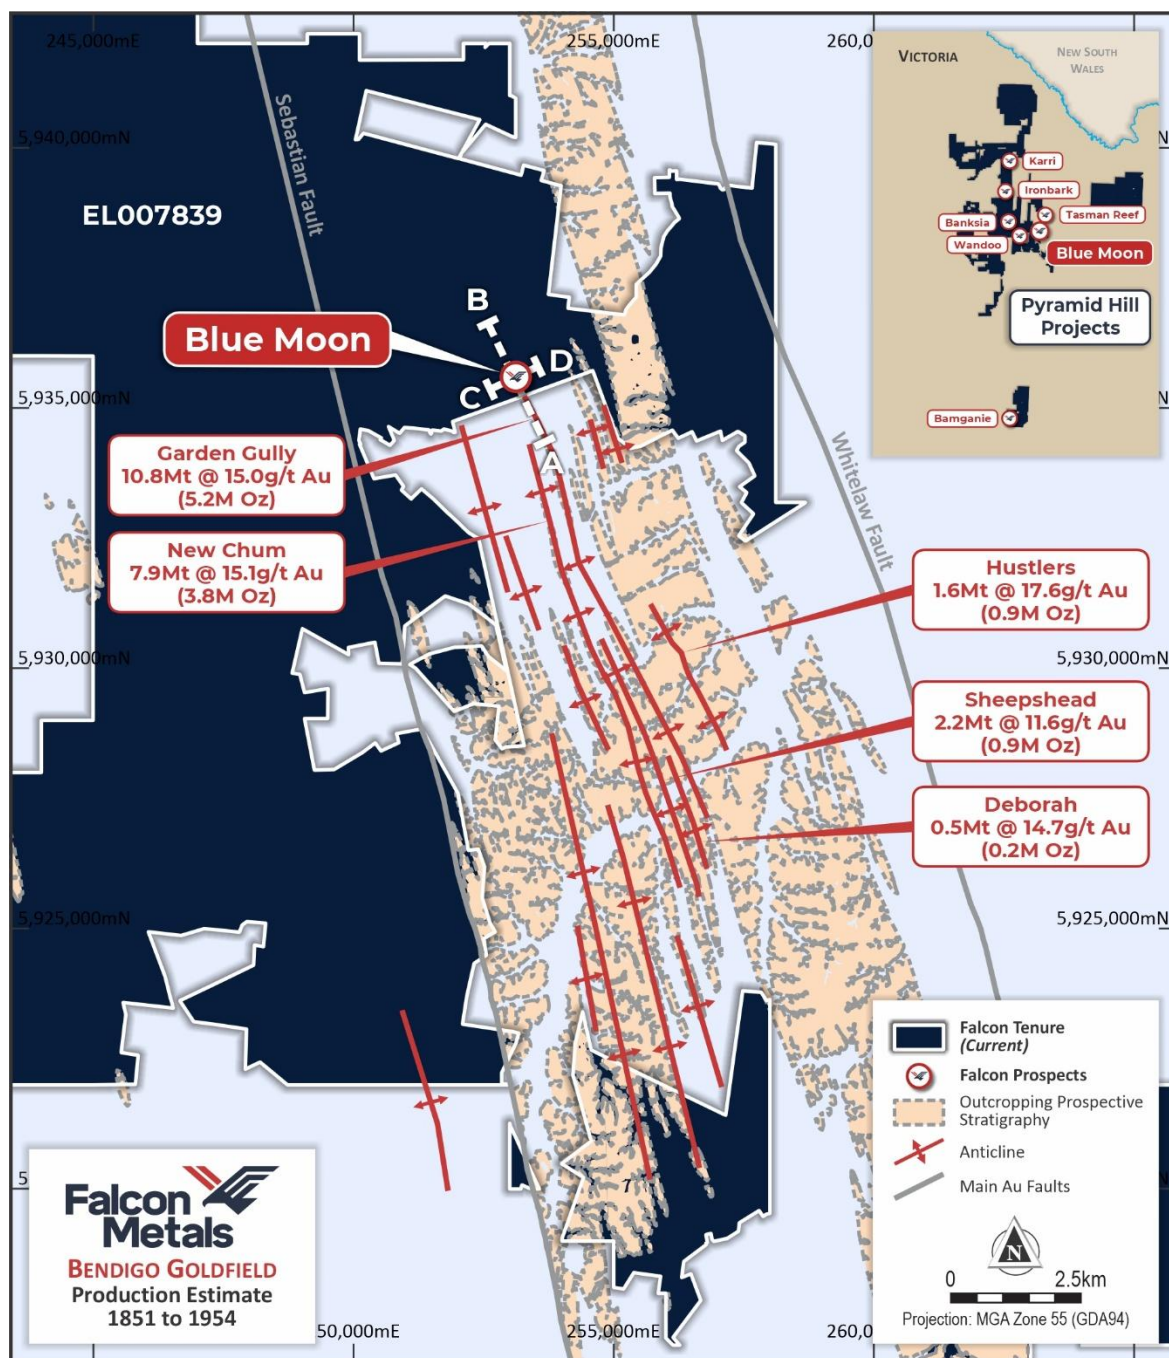 245,000mE
255,000mE
260,
VICTORIA
NEW SOUTH
WALES
Karri
Ironbark
Tasman Reef
Banksia
Wandoo
Blue Moon
Pyramid Hill
Projects
Bamganie
5,940,000mN
Sebastian Fault
EL007839
B
Blue Moon
D
C
A
5,935,000mN
Garden Gully
10.8Mt @ 15.0g/t Au
(5.2M Oz)
New Chum
7.9Mt @ 15.1g/t Au
(3.8M Oz)
Whitelaw Fault
Hustlers
1.6Mt @ 17.6g/t Au
(0.9M Oz)
5,930,000mN
5,930,000mN
Sheepshead
2.2Mt @ 11.6g/t Au
(0.9M Oz)
Deborah
0.5Mt @ 14.7g/t Au
(0.2M Oz)
5,925,000mN
5,925,000mN
Falcon Tenure
(Current)
Falcon Prospects
Outcropping Prospective
Stratigraphy
Anticline
Main Au Faults
N
0 2.5km
Projection: MGA Zone 55 (GDA94)
5
Falcon
Metals
BENDIGO GOLDFIELD
Production Estimate
1851 to 1954
50,000mE
255,000mE
260,